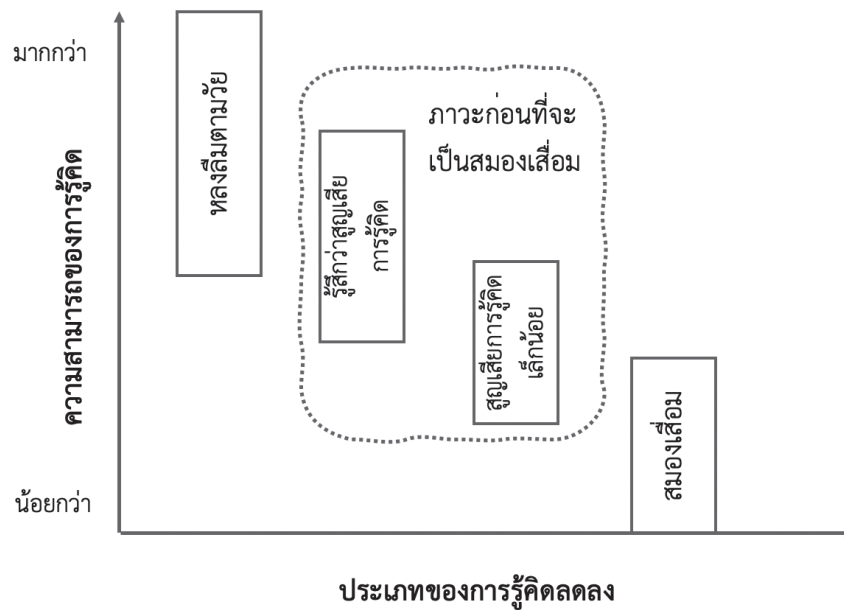 มากกว่า
ความสามารถของการรู้คิด
น้อยกว่า
หลงลืมตามวัย
ภาวะก่อนที่จะ
เป็นสมองเสื่อม
รู้สึกว่าสูญเสีย
การรู้คิด
สูญเสียการรู้คิด
เล็กน้อย
สมองเสื่อม
ประเภทของการรู้คิดลดลง